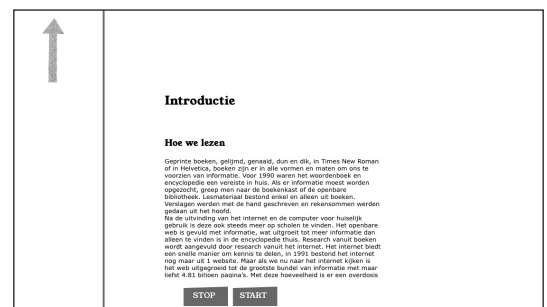 Introductie
Hoe we lezen
Geprinte boeken, gelijmd, genaaid, dun en dik, in Times New Roman
of in Helvetica, boeken zijn er in alle vormen en maten om ons te
voorzien van informatie. Voor 1990 waren het woordenboek en
encyclopedie een vereiste in huis. Als er informatie moest worden
opgezocht, greep men naar de boekenkast of de openbare
bibliotheek. Lesmateriaal bestond enkel en alleen uit boeken.
Verslagen werden met de hand geschreven en rekensommen werden
gedaan uit het hoofd.
Na de uitvinding van het internet en de computer voor huiselijk
gebruik is deze ook steeds meer op scholen te vinden. Het openbare
web is gevuld met informatie, wat uitgroeit tot meer informatie dan
alleen te vinden is in de encyclopedie thuis. Research vanuit boeken
wordt aangevuld door research vanuit het internet. Het internet biedt
een snelle manier om kennis te delen, in 1991 bestond het internet
nog maar uit 1 website. Maar als we nu naar het internet kijken is
het web uitgegroeid tot de grootste bundel van informatie met maar
liefst 4.81 biljoen pagina's. Met deze hoeveelheid is er een overdosis
STOP START